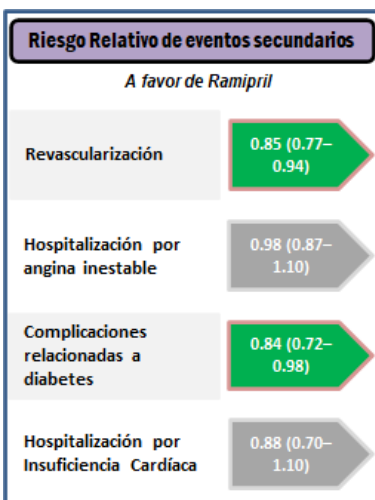 Riesgo Relativo de eventos secundarios
A favor de Ramipril
Revascularización
0.85 (0.77–
0.94)
Hospitalización por
angina inestable
0.98 (0.87–
1.10)
Complicaciones
relacionadas a
diabetes
0.84 (0.72–
0.98)
Hospitalización por
Insuficiencia Cardíaca
0.88 (0.70–
1.10)